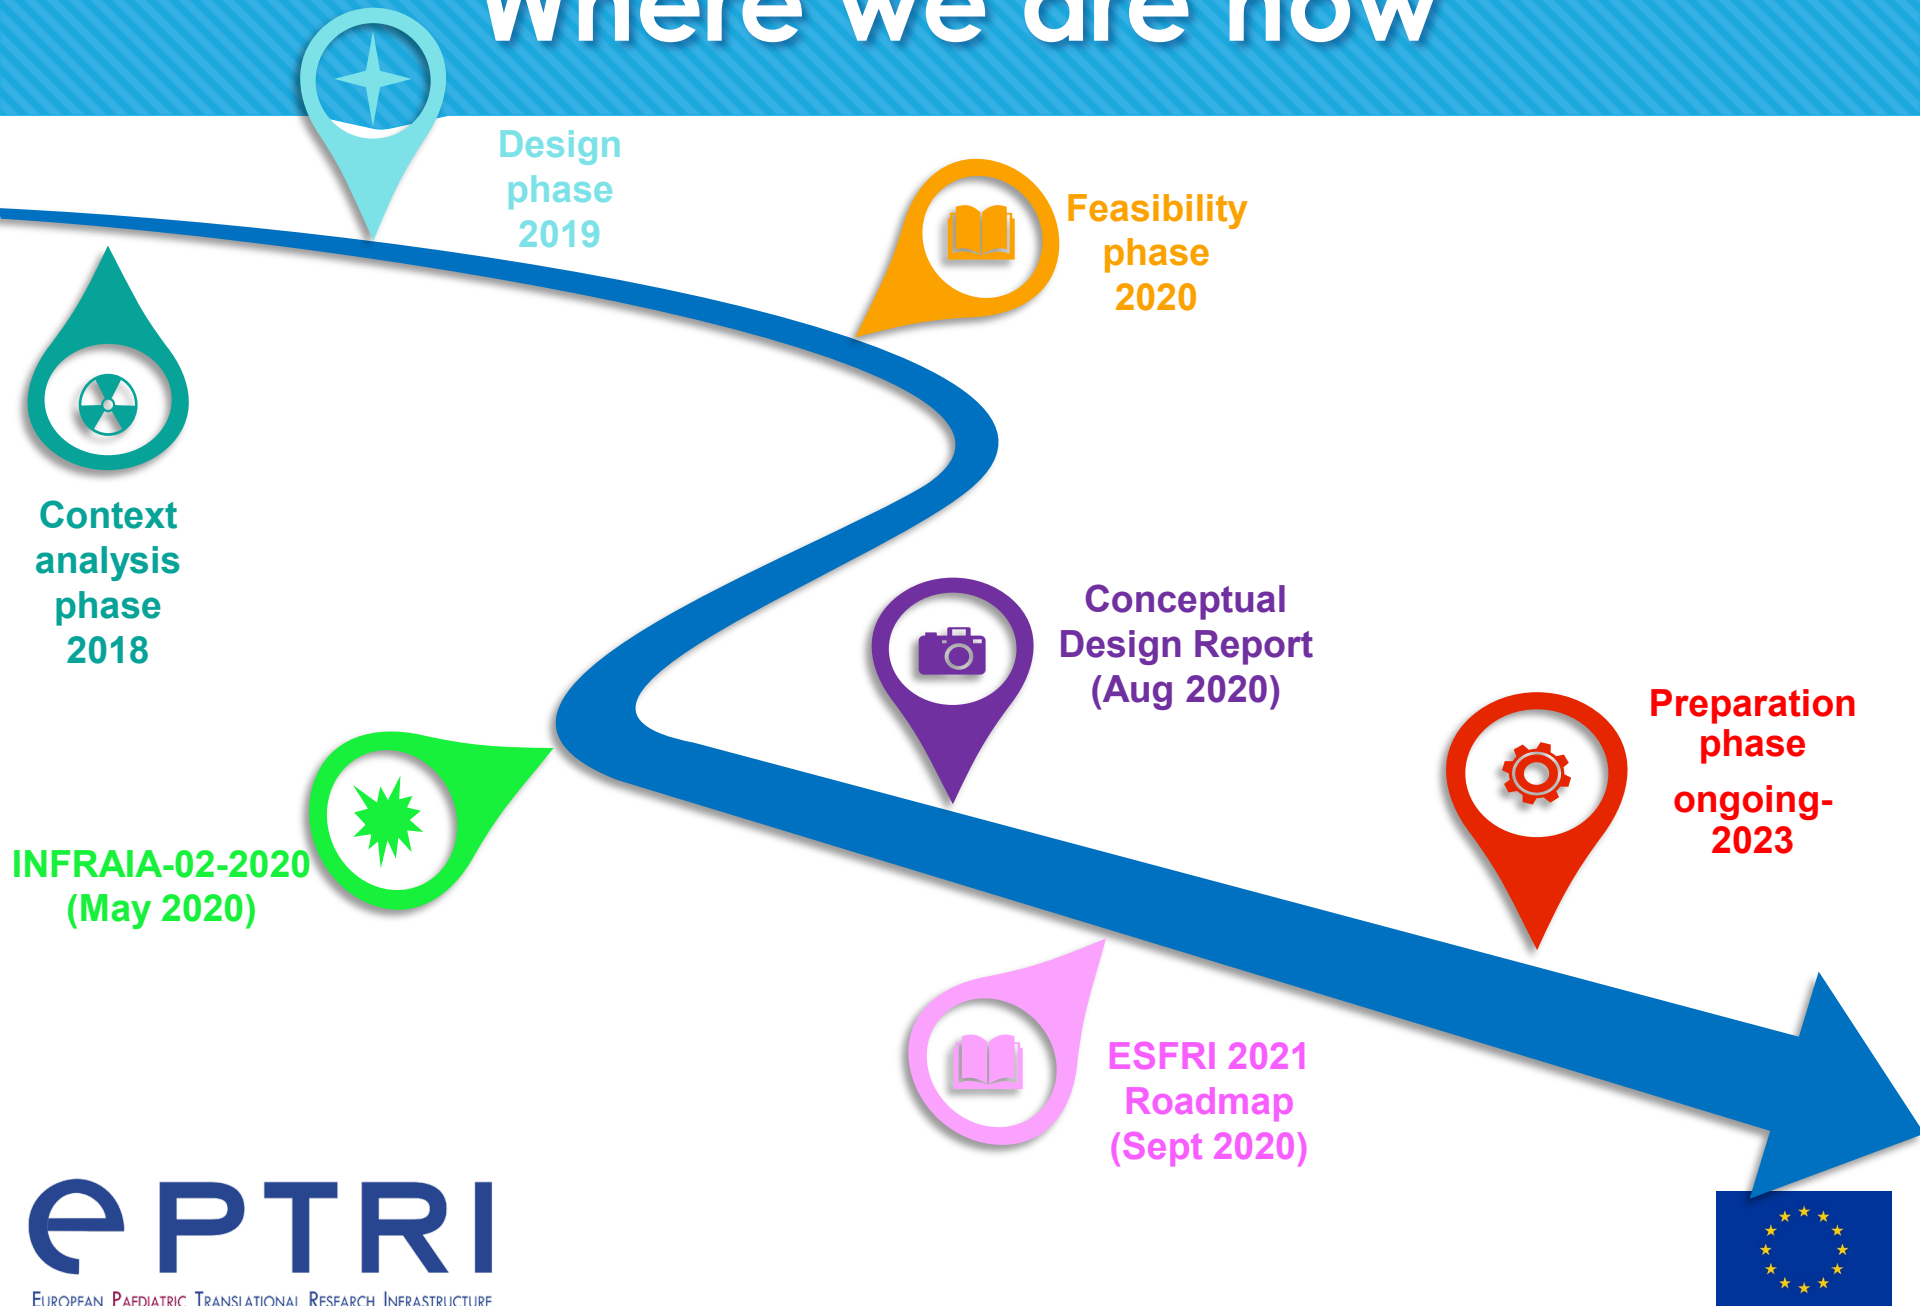 Where we are now
Design
phase
2019
Feasibility
phase
2020
Context
analysis
phase
2018
Conceptual
Design Report
(Aug 2020)
Preparation
phase
ongoing-
2023
INFRAIA-02-2020
(May 2020)
ESFRI 2021
Roadmap
(Sept 2020)
ePTRI
EUROPEAN PAEDIATRIC TRANSLATIONAL RESEARCH INFRASTRUCTURE